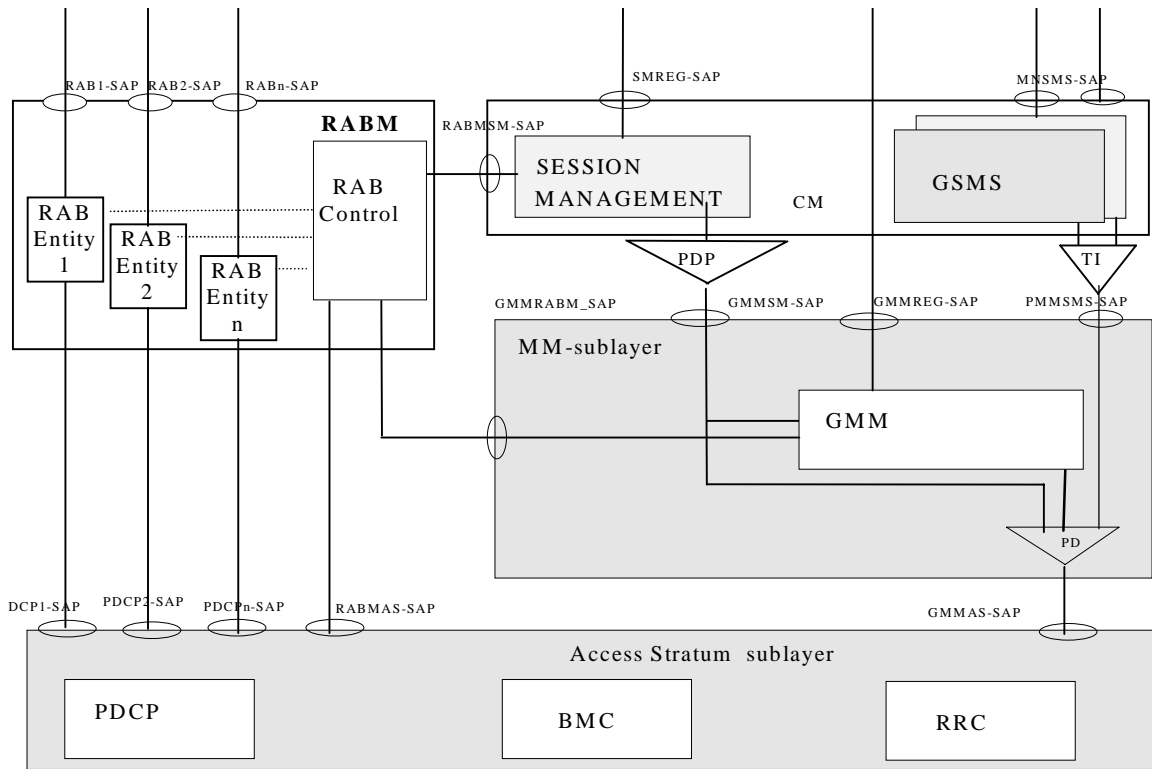 RAB1-SAP
RAB2-SAP
RABn-SAP
SMREG-SAP
MNSMS-SAP
RABM
RABMSM-SAP
RAB
Control
RAB
Entity
1
RAB
Entity
2
RAB
Entity
n
SESSION
MANAGEMENT
CM
GSMS
PDP
TI
GMMRABM_SAP
GMMSM-SAP
GMMREG-SAP
PMMSMS-SAP
MM-sublayer
GMM
PD
DCP1-SAP
PDCP2-SAP
PDCPn-SAP
RABMAS-SAP
GMMAS-SAP
Access Stratum sublayer
PDCP
BMC
RRC